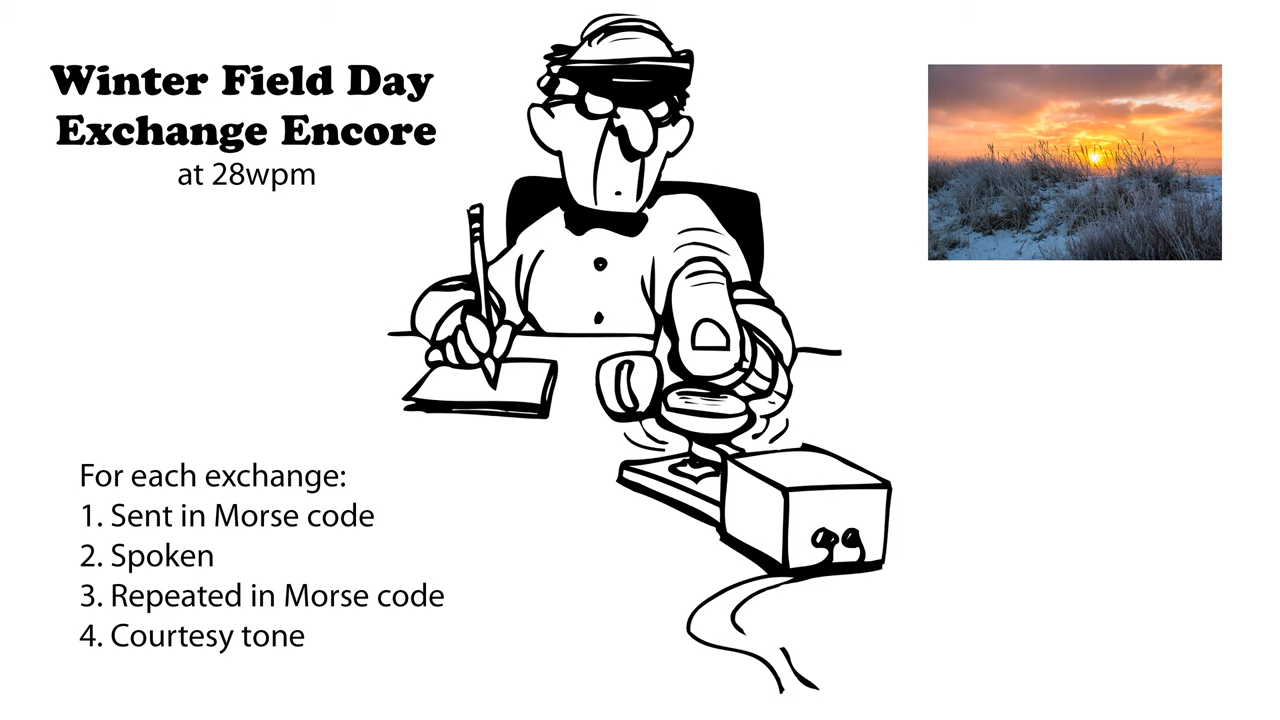 Winter Field Day
Exchange Encore
at 28wpm
For each exchange:
1. Sent in Morse code
2. Spoken
3. Repeated in Morse code
4. Courtesy tone